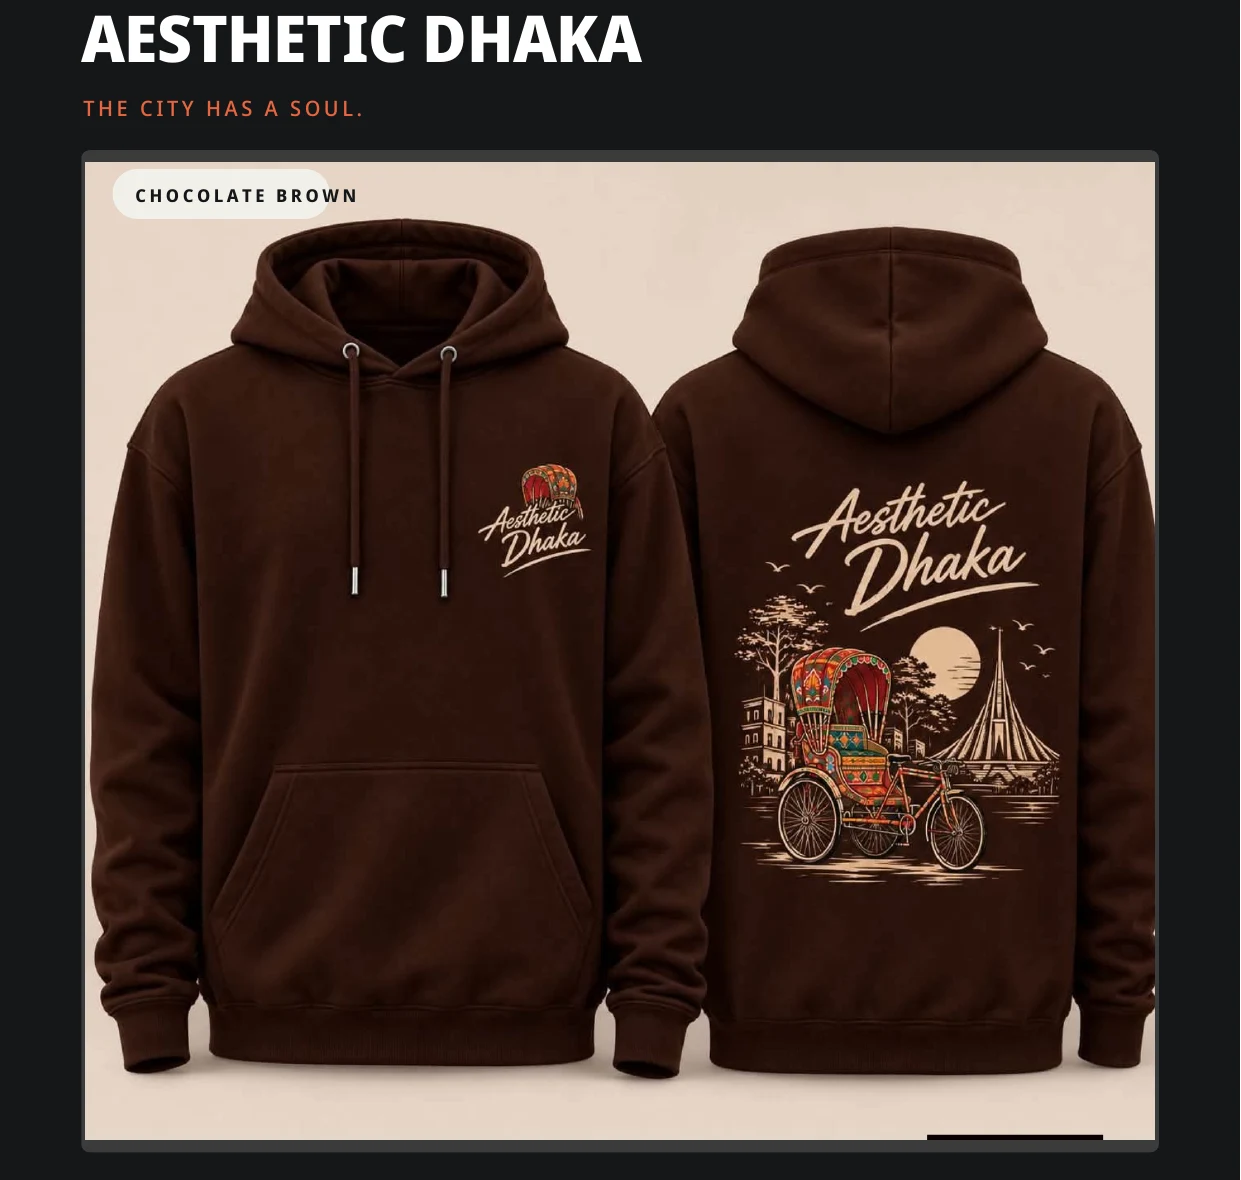 AESTHETIC DHAKA
THE CITY HAS A SOUL.
CHOCOLATE BROWN
Aesthetic
Dhaka
Aesthetic
Dhaka